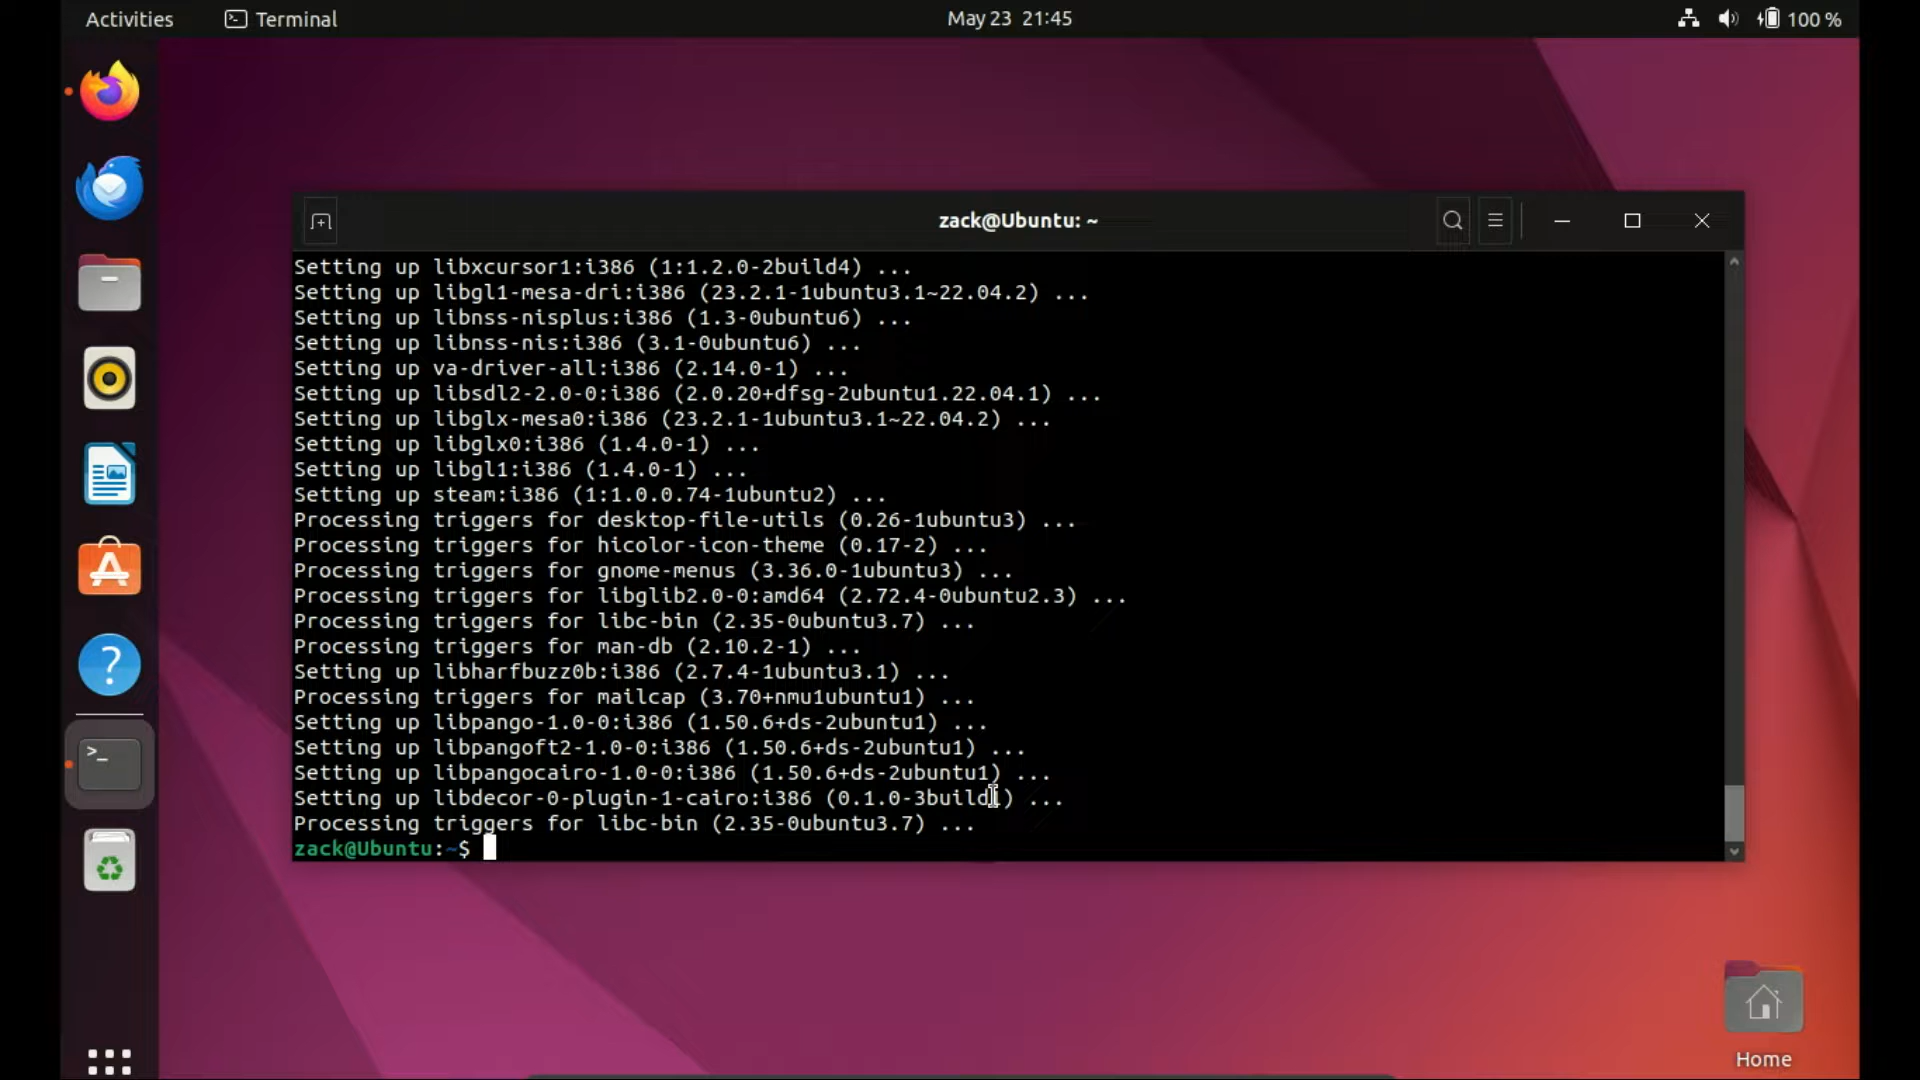 Activities Terminal May 23 21:45 100 %
zack@Ubuntu: ~
Setting up libxcursor1:i386 (1:1.2.0-2build4) ...
Setting up libgl1-mesa-dri:i386 (23.2.1-1ubuntu3.1~22.04.2) ...
Setting up libnss-nisplus:i386 (1.3-0ubuntu6) ...
Setting up libnss-nis:i386 (3.1-0ubuntu6) ...
Setting up va-driver-all:i386 (2.14.0-1) ...
Setting up libsdl2-2.0-0:i386 (2.0.20+dfsg-2ubuntu1.22.04.1) ...
Setting up libglx-mesa0:i386 (23.2.1-1ubuntu3.1~22.04.2) ...
Setting up libglx0:i386 (1.4.0-1) ...
Setting up libgl1:i386 (1.4.0-1) ...
Setting up steam:i386 (1:1.0.0.74-1ubuntu2) ...
Processing triggers for desktop-file-utils (0.26-1ubuntu3) ...
Processing triggers for hicolor-icon-theme (0.17-2) ...
Processing triggers for gnome-menus (3.36.0-1ubuntu3) ...
Processing triggers for libglib2.0-0:amd64 (2.72.4-0ubuntu2.3) ...
Processing triggers for libc-bin (2.35-0ubuntu3.7) ...
Processing triggers for man-db (2.10.2-1) ...
Setting up libharfbuzz0b:i386 (2.7.4-1ubuntu3.1) ...
Processing triggers for mailcap (3.70+nmu1ubuntu1) ...
Setting up libpango-1.0-0:i386 (1.50.6+ds-2ubuntu1) ...
Setting up libpangoft2-1.0-0:i386 (1.50.6+ds-2ubuntu1) ...
Setting up libpangocairo-1.0-0:i386 (1.50.6+ds-2ubuntu1) ...
Setting up libdecor-0-plugin-1-cairo:i386 (0.1.0-3build1) ...
Processing triggers for libc-bin (2.35-0ubuntu3.7) ...
zack@Ubuntu:~$
Home